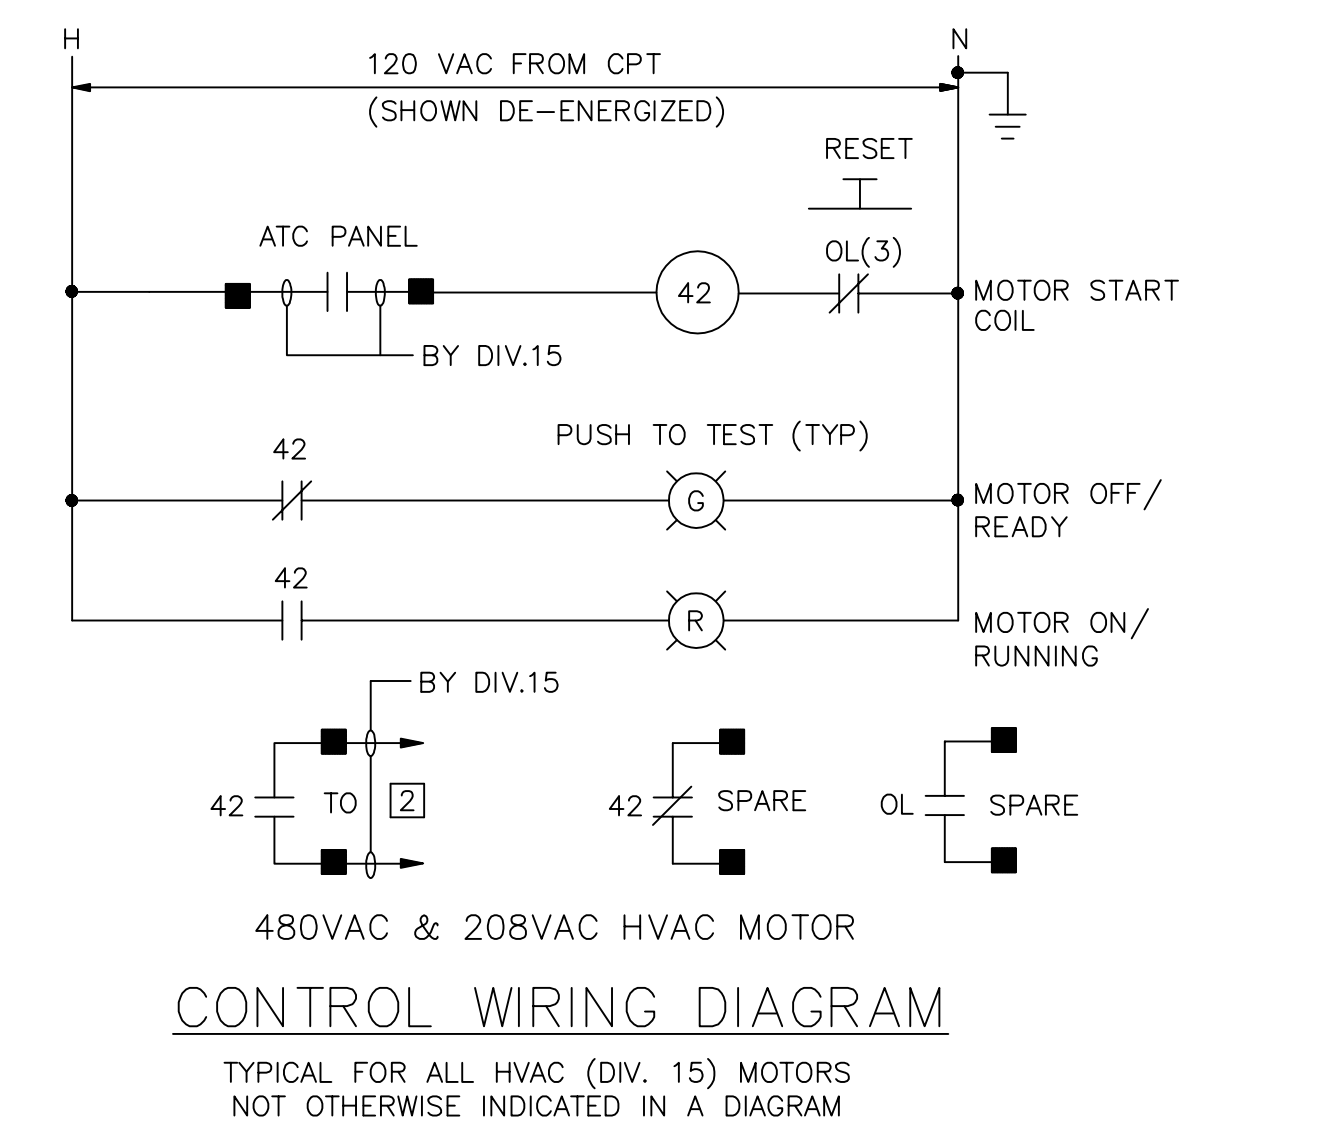 H
N
120 VAC FROM CPT
(SHOWN DE-ENERGIZED)
RESET
ATC PANEL
OL(3)
42
MOTOR START
COIL
BY DIV.15
PUSH TO TEST (TYP)
42
G
MOTOR OFF/
READY
42
R
MOTOR ON/
RUNNING
BY DIV.15
42
TO
2
42
SPARE
OL
SPARE
480VAC & 208VAC HVAC MOTOR
CONTROL WIRING DIAGRAM
TYPICAL FOR ALL HVAC (DIV. 15) MOTORS
NOT OTHERWISE INDICATED IN A DIAGRAM